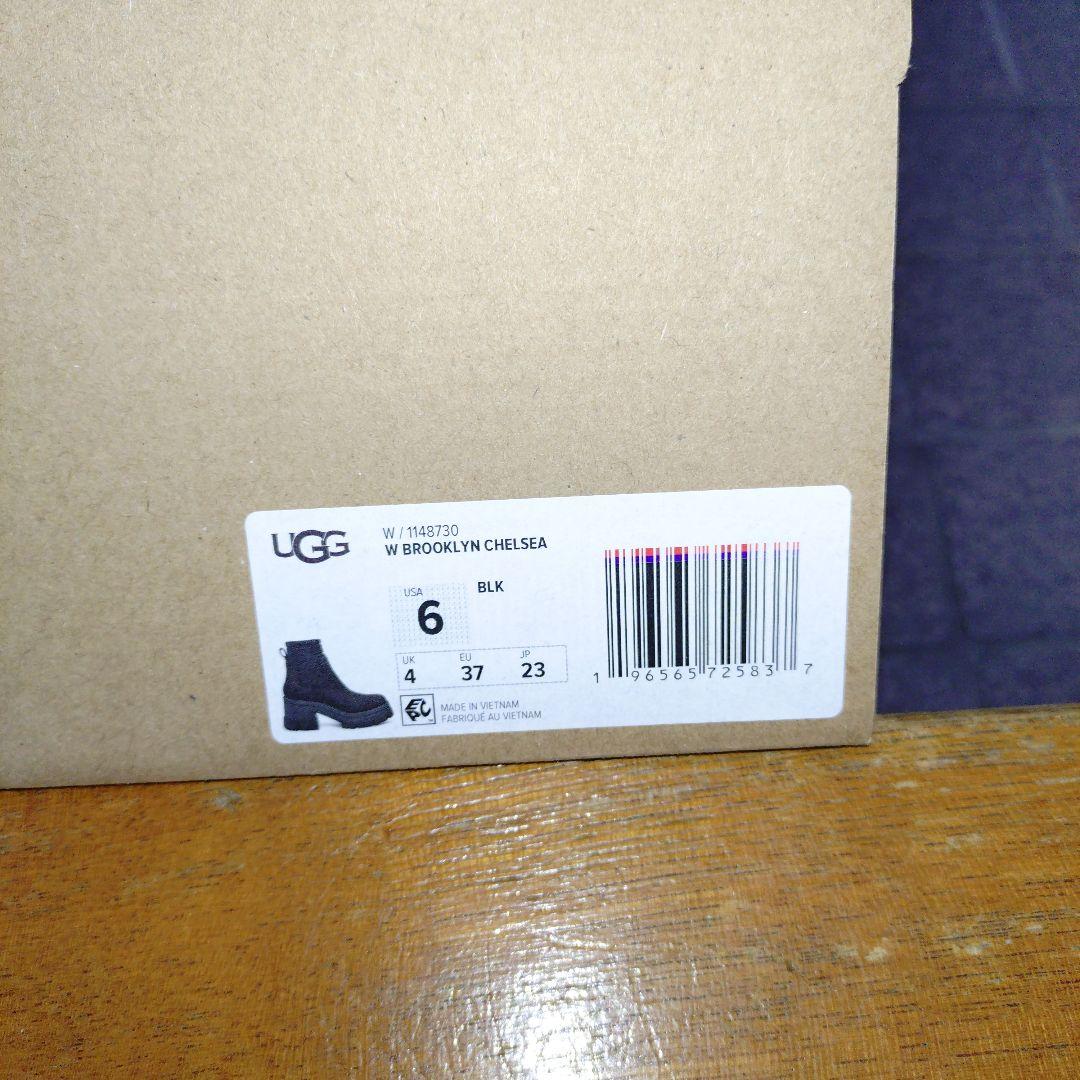 UGG
W / 1148730
W BROOKLYN CHELSEA
USA
6
BLK
UK EU JP
4 37 23
EPC
MADE IN VIETNAM
FABRIQUÉ AU VIETNAM
1 96565 72583 7